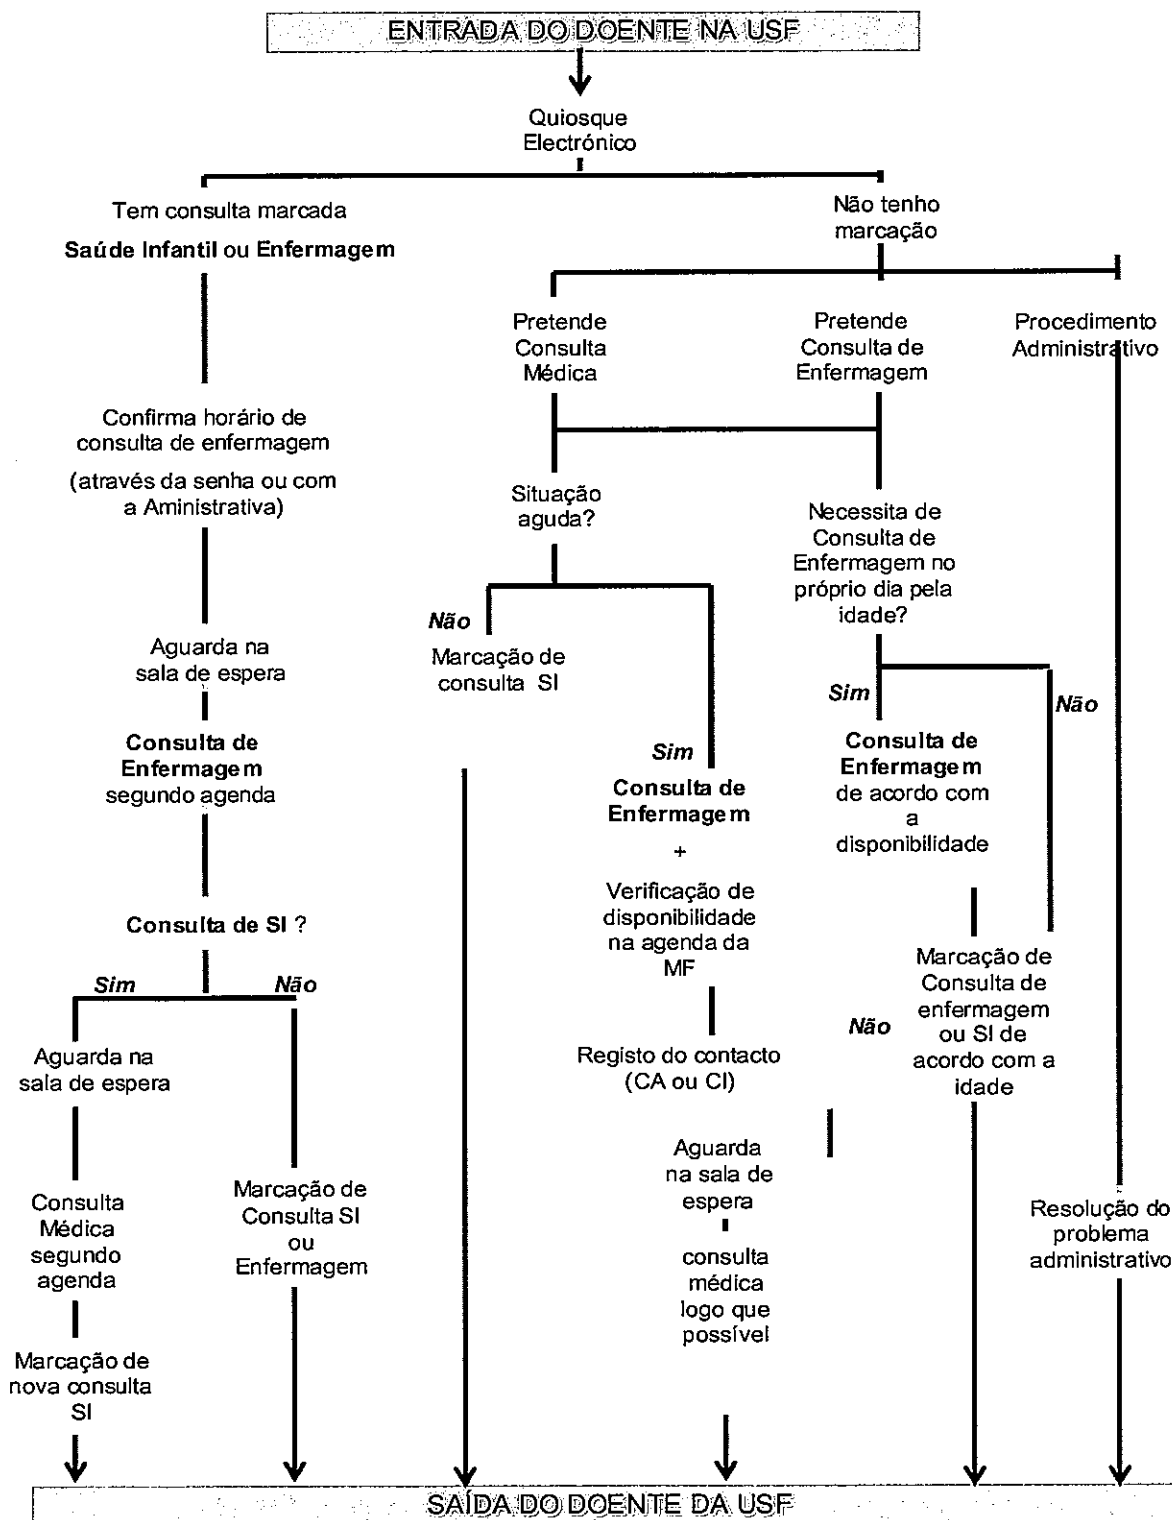 ENTRADA DO DOENTE NA USF
Quiosque
Electrónico
Tem consulta marcada
Saúde Infantil ou Enfermagem
Não tenho
marcação
Pretende
Consulta
Médica
Pretende
Consulta de
Enfermagem
Procedimento
Administrativo
Confirma horário de
consulta de enfermagem
(através da senha ou com
a Aministrativa)
Situação
aguda?
Necessita de
Consulta de
Enfermagem no
próprio dia pela
idade?
Não
Marcação de
consulta SI
Sim
Consulta de
Enfermagem
+
Verificação de
disponibilidade
na agenda da
MF
Sim
Não
Consulta de
Enfermagem
de acordo com
a
disponibilidade
Aguarda na
sala de espera
Consulta de
Enfermagem
segundo agenda
Consulta de SI ?
Sim
Não
Aguarda na
sala de espera
Consulta
Médica
segundo
agenda
Marcação de
nova consulta
SI
Marcação de
Consulta SI
ou
Enfermagem
Registo do contacto
(CA ou CI)
Não
Aguarda
na sala de
espera
consulta
médica
logo que
possível
Marcação de
Consulta de
enfermagem
ou SI de
acordo com a
idade
Resolução do
problema
administrativo
SAÍDA DO DOENTE DA USF